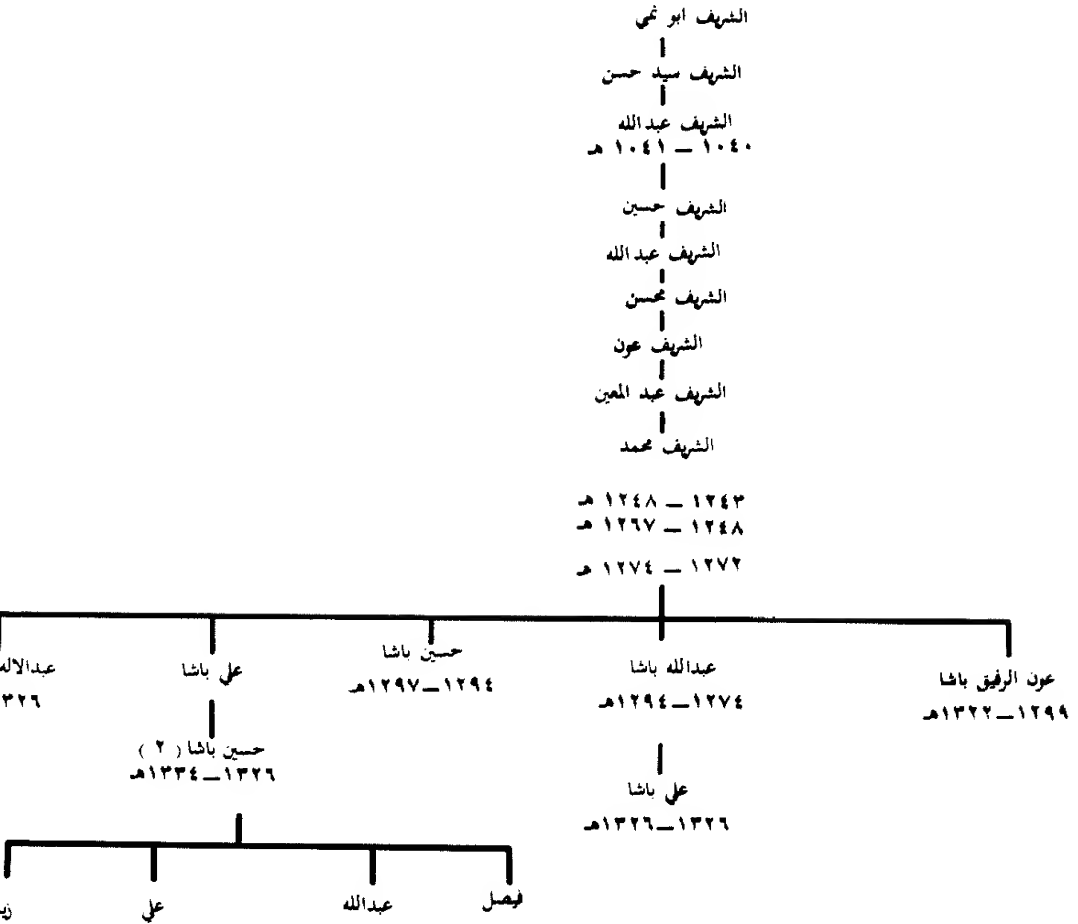 الشريف ابو نمي
الشريف سيد حسن
الشريف عبدالله
١٠٤٠ — ١٠٤١ هـ
الشريف حسين
الشريف عبدالله
الشريف محسن
الشريف عون
الشريف عبد المعين
الشريف محمد
١٢٤٣ — ١٢٤٨ هـ
١٢٤٨ — ١٢٦٧ هـ
١٢٧٢ — ١٢٧٤ هـ
عون الرفيق باشا
١٢٩٩—١٣٢٢هـ
عبدالله باشا
١٢٧٤—١٢٩٤هـ
حسين باشا
١٢٩٤—١٢٩٧هـ
علي باشا
عبدالاله
علي باشا
١٣٢٦—١٣٢٦هـ
حسين باشا ( ٢ )
١٣٢٦—١٣٣٤هـ
فيصل
عبدالله
علي